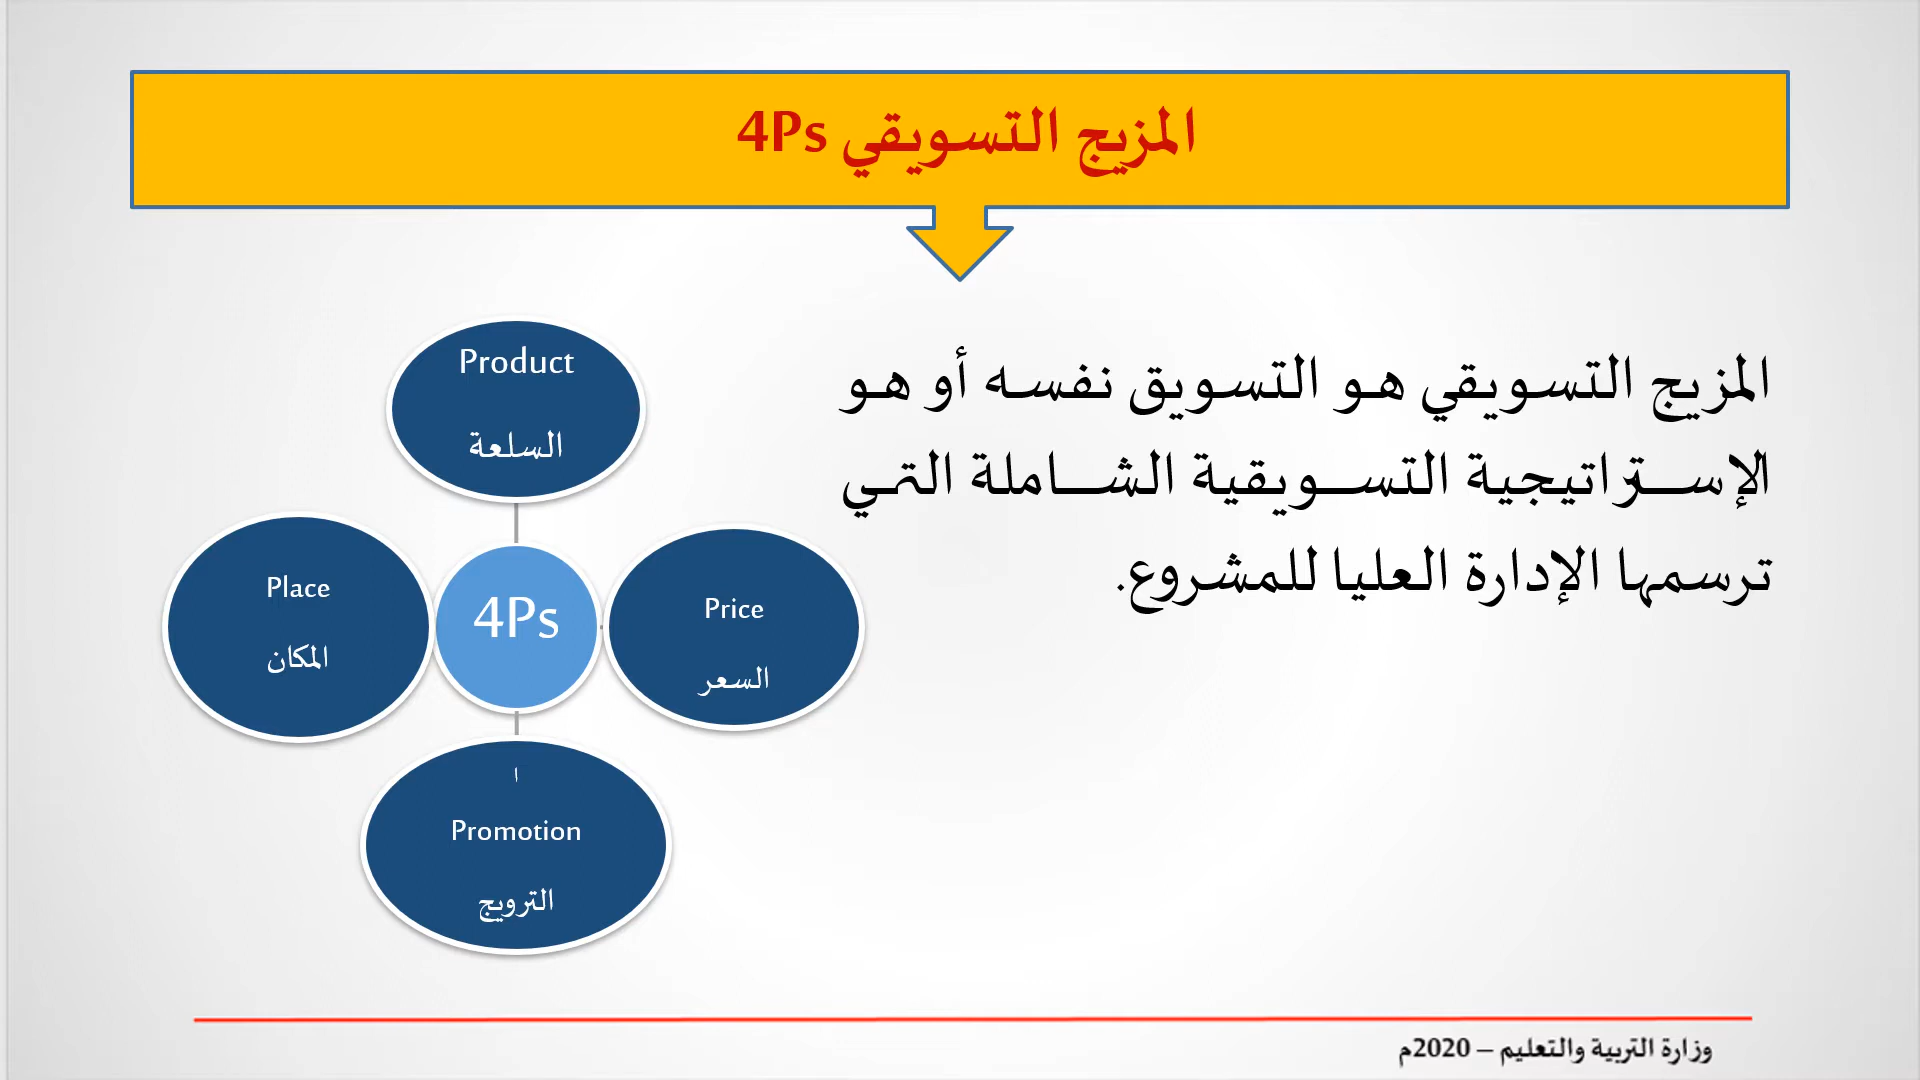 المزيج التسويقي 4Ps
المزيج التسويقي هو التسويق نفسه أو هو
الإستراتيجية التسويقية الشاملة التي
ترسمها الإدارة العليا للمشروع.
Product
السلعة
Place
المكان
4Ps
Price
السعر
ا
Promotion
الترويج
وزارة التربية والتعليم – 2020م